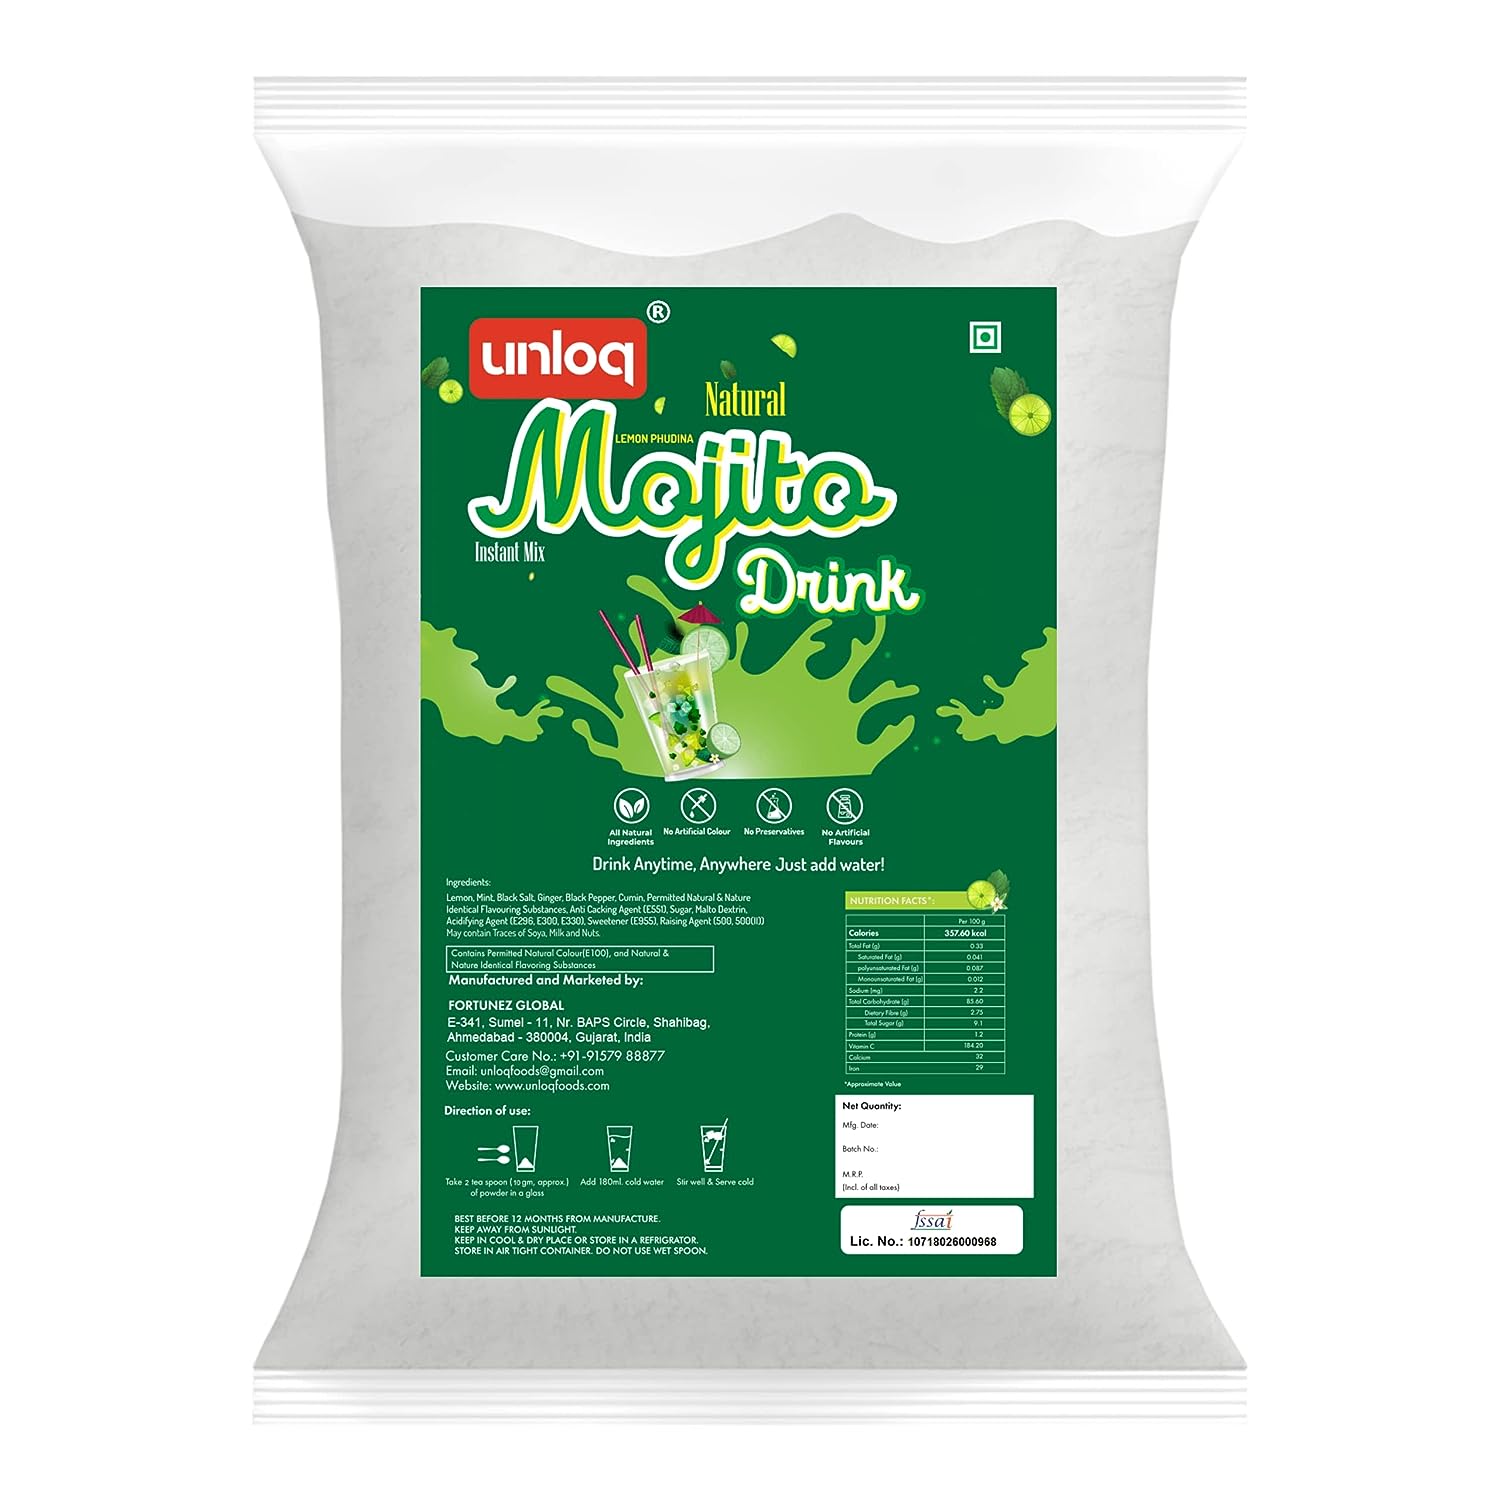 unloq®
Natural
LEMON PHUDINA
Mojito
Instant Mix
Drink
All Natural
Ingredients
No Artificial Colour
No Preservatives
No Artificial
Flavours
Drink Anytime, Anywhere Just add water!
Ingredients:
Lemon, Mint, Black Salt, Ginger, Black Pepper, Cumin, Permitted Natural & Nature
Identical Flavouring Substances, Anti Cacking Agent (E551), Sugar, Malto Dextrin,
Acidifying Agent (E296, E300, E330), Sweetener (E955), Raising Agent (500, 500(II))
May contain Traces of Soya, Milk and Nuts.
Contains Permitted Natural Colour(E100), and Natural &
Nature Identical Flavoring Substances
Manufactured and Marketed by:
FORTUNEZ GLOBAL
E-341, Sumel - 11, Nr. BAPS Circle, Shahibag,
Ahmedabad - 380004, Gujarat, India
Customer Care No.: +91-91579 88877
Email: unloqfoods@gmail.com
Website: www.unloqfoods.com
Direction of use:
Take 2 tea spoon (10 gm, approx.)
of powder in a glass
Add 180ml. cold water
Stir well & Serve cold
BEST BEFORE 12 MONTHS FROM MANUFACTURE.
KEEP AWAY FROM SUNLIGHT.
KEEP IN COOL & DRY PLACE OR STORE IN A REFRIGRATOR.
STORE IN AIR TIGHT CONTAINER. DO NOT USE WET SPOON.
NUTRITION FACTS*:
Per 100 g
Calories 357.60 kcal
Total Fat (g) 0.33
Saturated Fat (g) 0.041
polyunsaturated Fat (g) 0.087
Monounsaturated Fat (g) 0.012
Sodium (mg) 2.2
Total Carbohydrate (g) 85.60
Dietary Fibre (g) 2.75
Total Sugar (g) 9.1
Protein (g) 1.2
Vitamin C 184.20
Calcium 32
Iron 29
*Approximate Value
Net Quantity:
Mfg. Date:
Batch No.:
M.R.P.
(Incl. of all taxes)
fssai
Lic. No.: 10718026000968